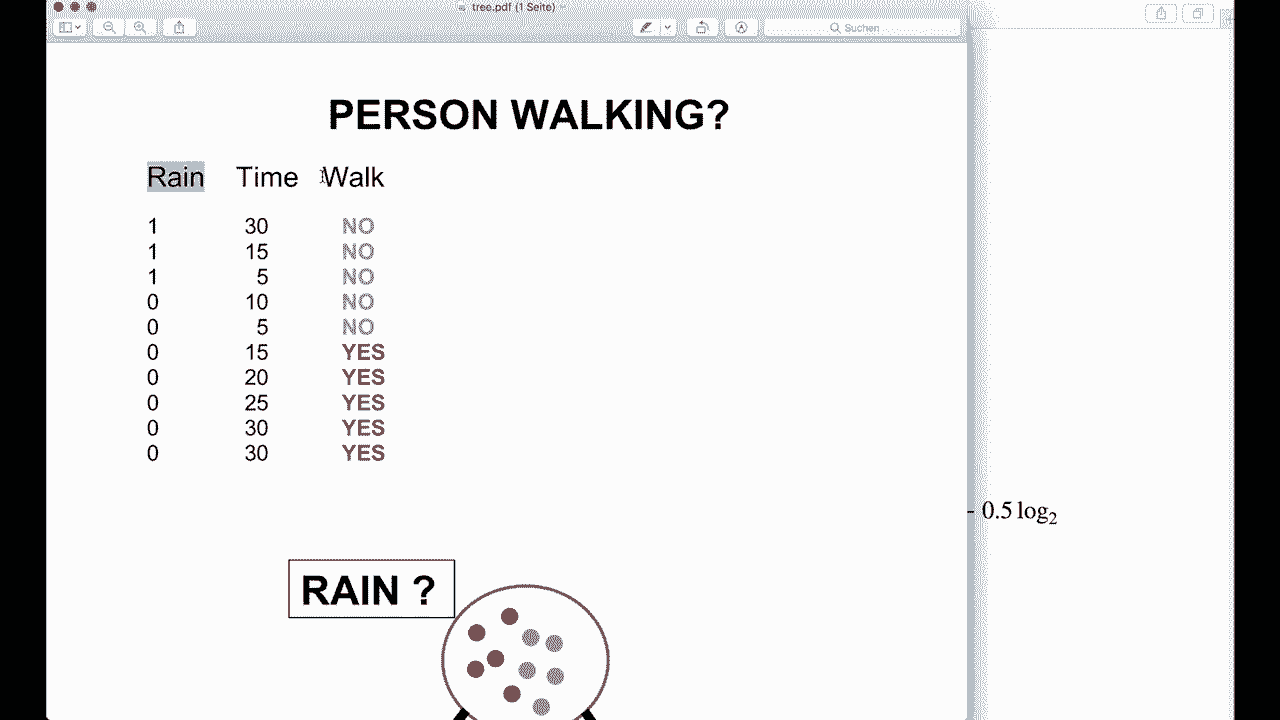 tree.pdf (1 Seite)
Suchen
PERSON WALKING?
Rain Time Walk
1 30 NO
1 15 NO
1 5 NO
0 10 NO
0 5 NO
0 15 YES
0 20 YES
0 25 YES
0 30 YES
0 30 YES
- 0.5 log₂
RAIN ?